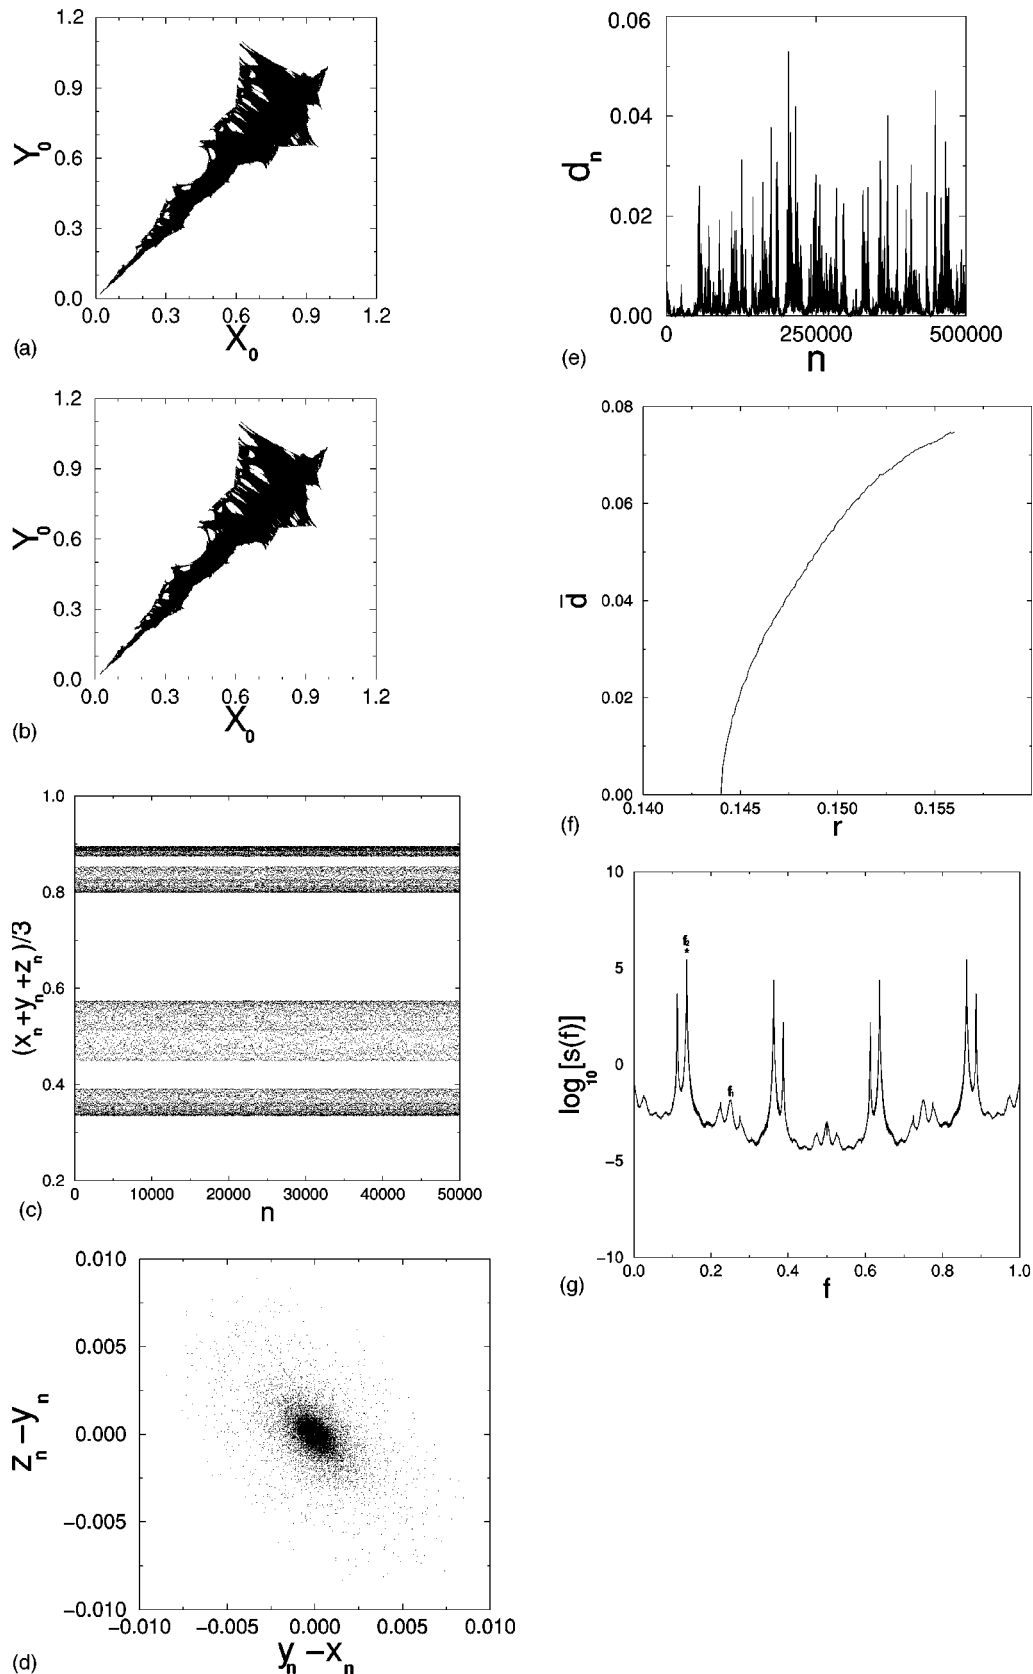 1.2
0.9
0.6
0.3
0.0
Y0
0.0 0.3 0.6 0.9 1.2
X0
(a)
1.2
0.9
0.6
0.3
0.0
Y0
0.0 0.3 0.6 0.9 1.2
X0
(b)
1.0
0.8
0.6
0.4
0.2
(xn+yn+zn)/3
0 10000 20000 30000 40000 50000
n
(c)
0.010
0.005
0.000
−0.005
−0.010
zn−yn
−0.010 −0.005 0.000 0.005 0.010
yn−xn
(d)
0.06
0.04
0.02
0.00
dn
0 250000 500000
n
(e)
0.08
0.06
0.04
0.02
0.00
d̄
0.140 0.145 0.150 0.155
r
(f)
10
5
0
−5
−10
log10[s(f)]
f2
*
f1
0.0 0.2 0.4 0.6 0.8 1.0
f
(g)